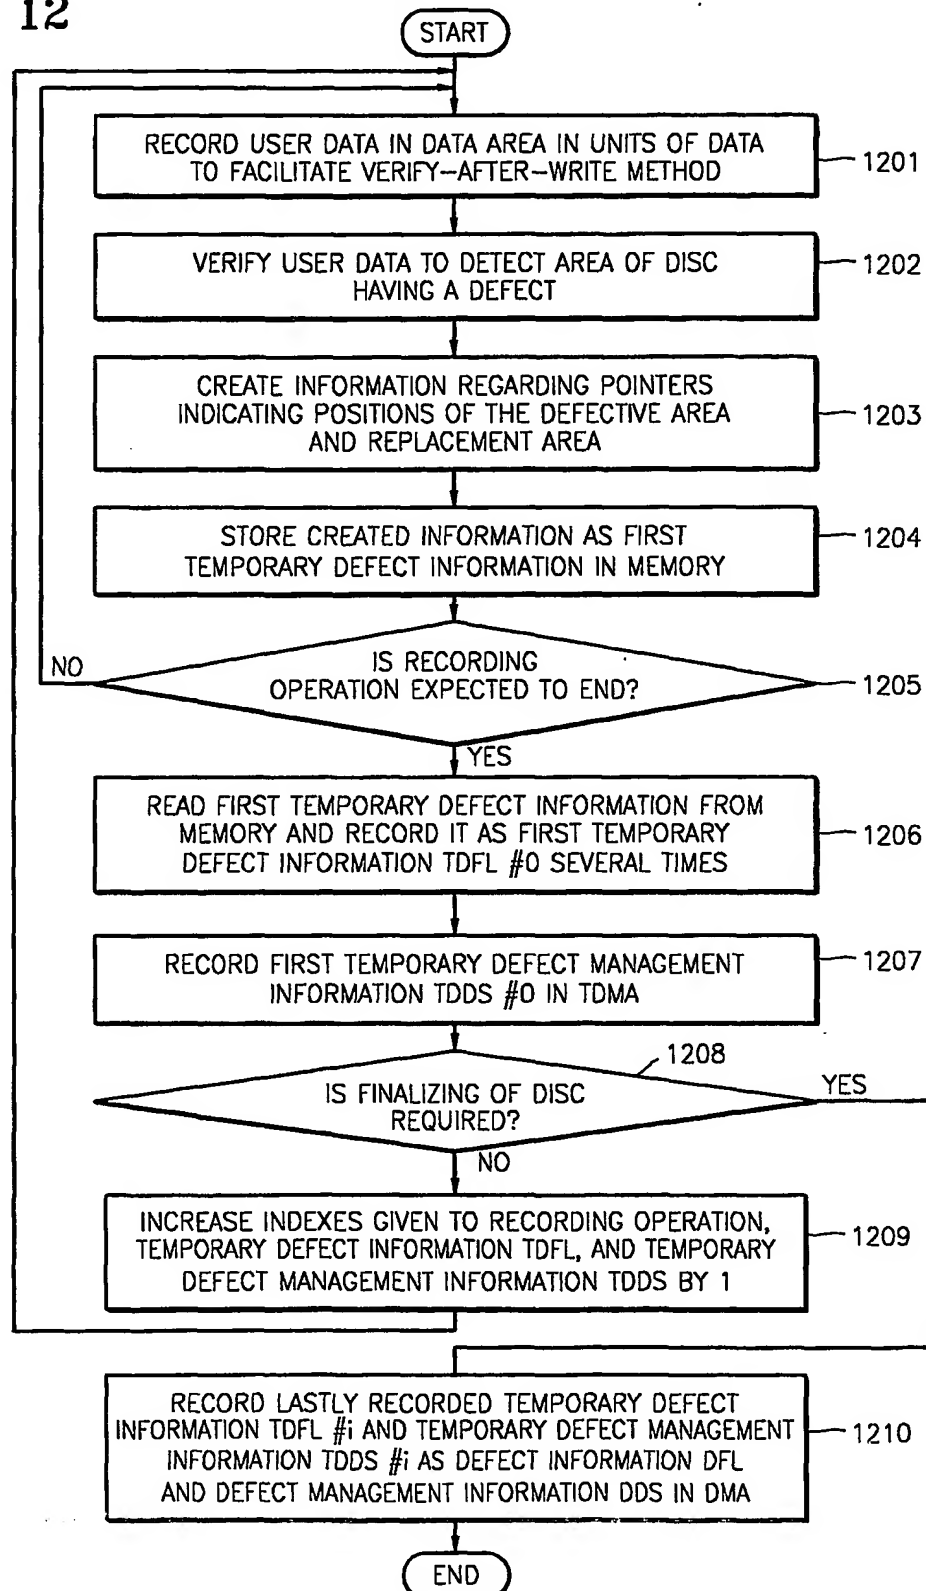 12
START
RECORD USER DATA IN DATA AREA IN UNITS OF DATA
TO FACILITATE VERIFY-AFTER-WRITE METHOD
1201
VERIFY USER DATA TO DETECT AREA OF DISC
HAVING A DEFECT
1202
CREATE INFORMATION REGARDING POINTERS
INDICATING POSITIONS OF THE DEFECTIVE AREA
AND REPLACEMENT AREA
1203
STORE CREATED INFORMATION AS FIRST
TEMPORARY DEFECT INFORMATION IN MEMORY
1204
NO
IS RECORDING
OPERATION EXPECTED TO END?
1205
YES
READ FIRST TEMPORARY DEFECT INFORMATION FROM
MEMORY AND RECORD IT AS FIRST TEMPORARY
DEFECT INFORMATION TDFL #0 SEVERAL TIMES
1206
RECORD FIRST TEMPORARY DEFECT MANAGEMENT
INFORMATION TDDS #0 IN TDMA
1207
1208
IS FINALIZING OF DISC
REQUIRED?
YES
NO
INCREASE INDEXES GIVEN TO RECORDING OPERATION,
TEMPORARY DEFECT INFORMATION TDFL, AND TEMPORARY
DEFECT MANAGEMENT INFORMATION TDDS BY 1
1209
RECORD LASTLY RECORDED TEMPORARY DEFECT
INFORMATION TDFL #i AND TEMPORARY DEFECT MANAGEMENT
INFORMATION TDDS #i AS DEFECT INFORMATION DFL
AND DEFECT MANAGEMENT INFORMATION DDS IN DMA
1210
END